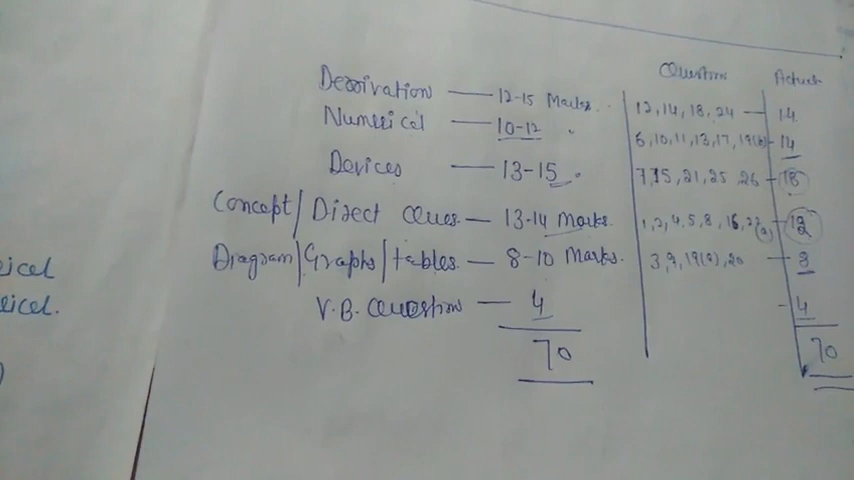 Question Actual
Derivation — 12-15 Marks. 12, 14, 18, 24 — 14
Numerical — 10-12 " 6, 10, 11, 13, 17, 19(b) - 14
Devices — 13-15 " 7, 15, 21, 25, 26 - 18
Concept/Direct Ques. — 13-14 Marks. 1, 2, 4, 5, 8, 16, 22(a) - 12
Diagram/Graphs/tables. — 8-10 Marks. 3, 9, 19(a), 20 - 8
V.B. Question — 4 - 4
70 70
icel
icel.